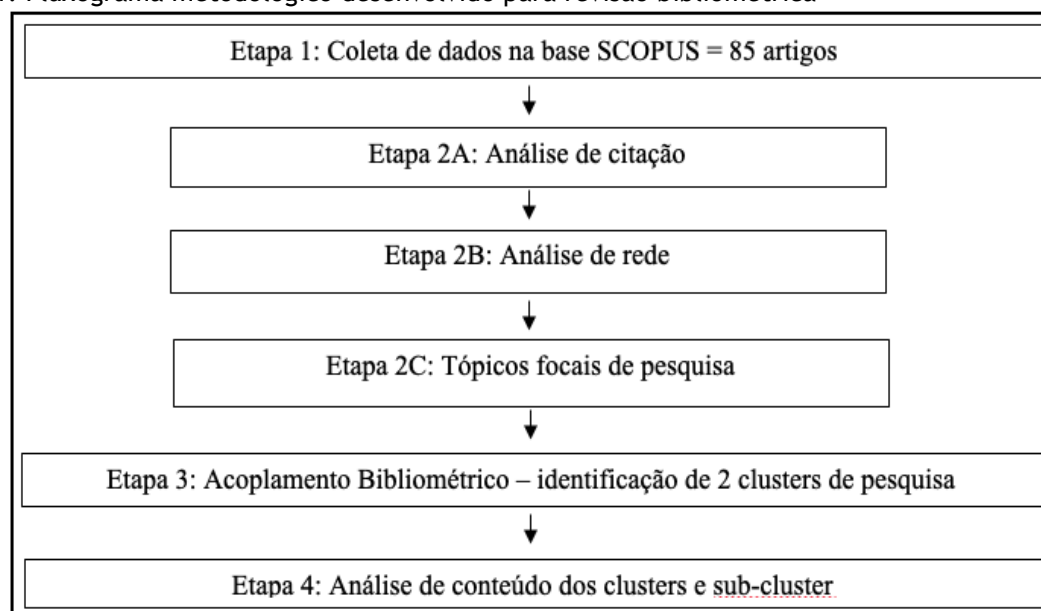 Fluxograma metodológico desenvolvido para revisão bibliométrica
Etapa 1: Coleta de dados na base SCOPUS = 85 artigos
Etapa 2A: Análise de citação
Etapa 2B: Análise de rede
Etapa 2C: Tópicos focais de pesquisa
Etapa 3: Acoplamento Bibliométrico – identificação de 2 clusters de pesquisa
Etapa 4: Análise de conteúdo dos clusters e sub-cluster